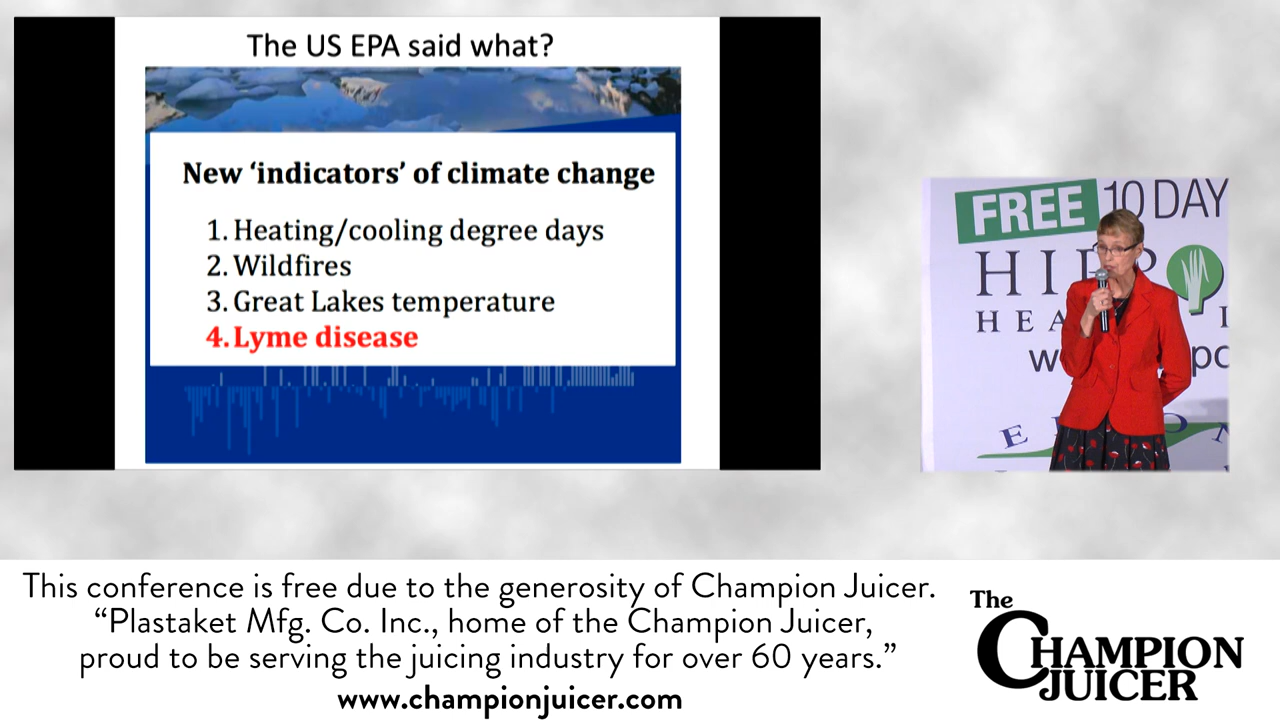 The US EPA said what?
New ‘indicators’ of climate change
1. Heating/cooling degree days
2. Wildfires
3. Great Lakes temperature
4. Lyme disease
FREE 10 DAY
This conference is free due to the generosity of Champion Juicer.
“Plastaket Mfg. Co. Inc., home of the Champion Juicer,
proud to be serving the juicing industry for over 60 years.”
www.championjuicer.com
The
CHAMPION
JUICER